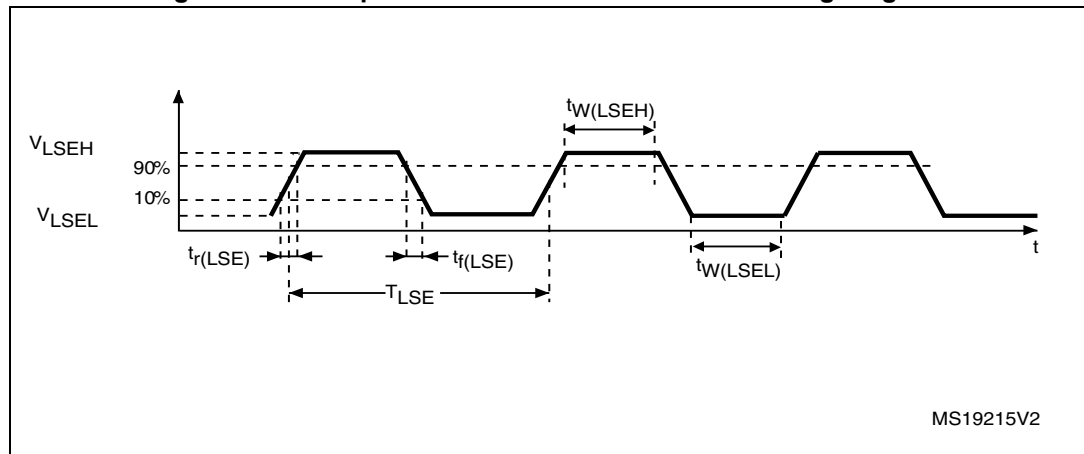 tW(LSEH)
VLSEH
90%
10%
VLSEL
tr(LSE)
tf(LSE)
tW(LSEL)
t
TLSE
MS19215V2